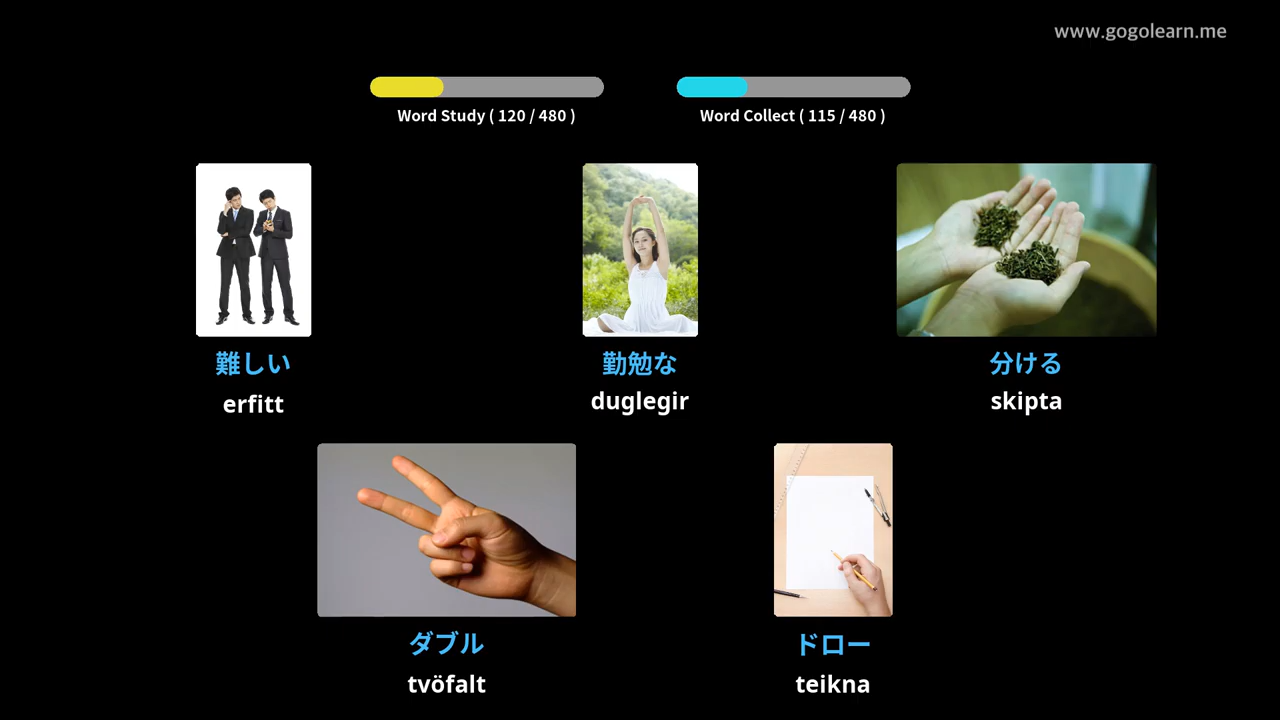 www.gogolearn.me
Word Study ( 120 / 480 )
Word Collect ( 115 / 480 )
難しい
erfitt
勤勉な
duglegir
分ける
skipta
ダブル
tvöfalt
ドロー
teikna